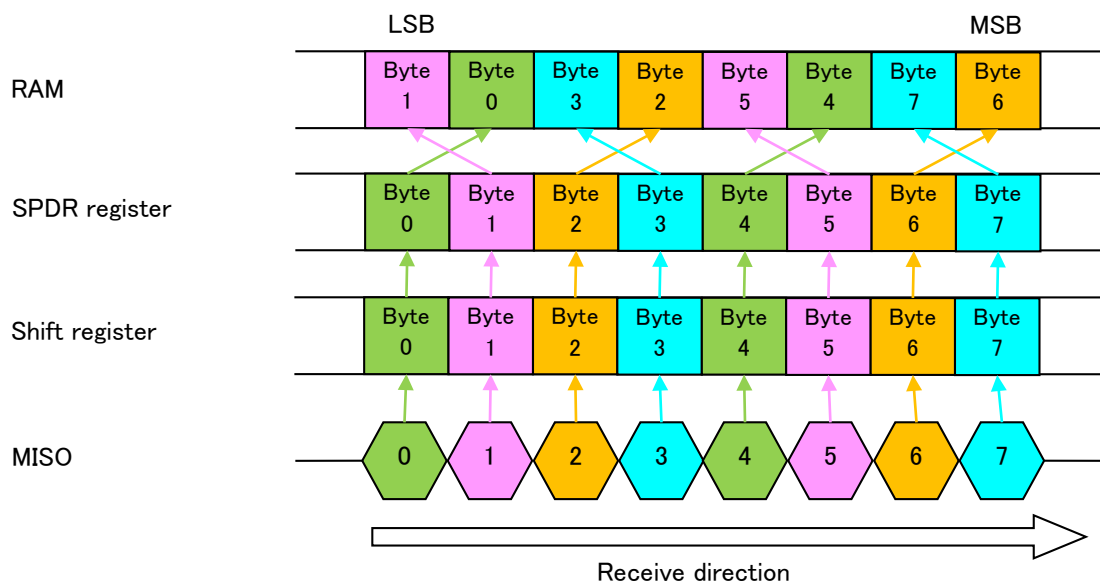 LSB MSB
RAM
Byte Byte Byte Byte Byte Byte Byte Byte
1 0 3 2 5 4 7 6
SPDR register
Byte Byte Byte Byte Byte Byte Byte Byte
0 1 2 3 4 5 6 7
Shift register
Byte Byte Byte Byte Byte Byte Byte Byte
0 1 2 3 4 5 6 7
MISO 0 1 2 3 4 5 6 7
Receive direction